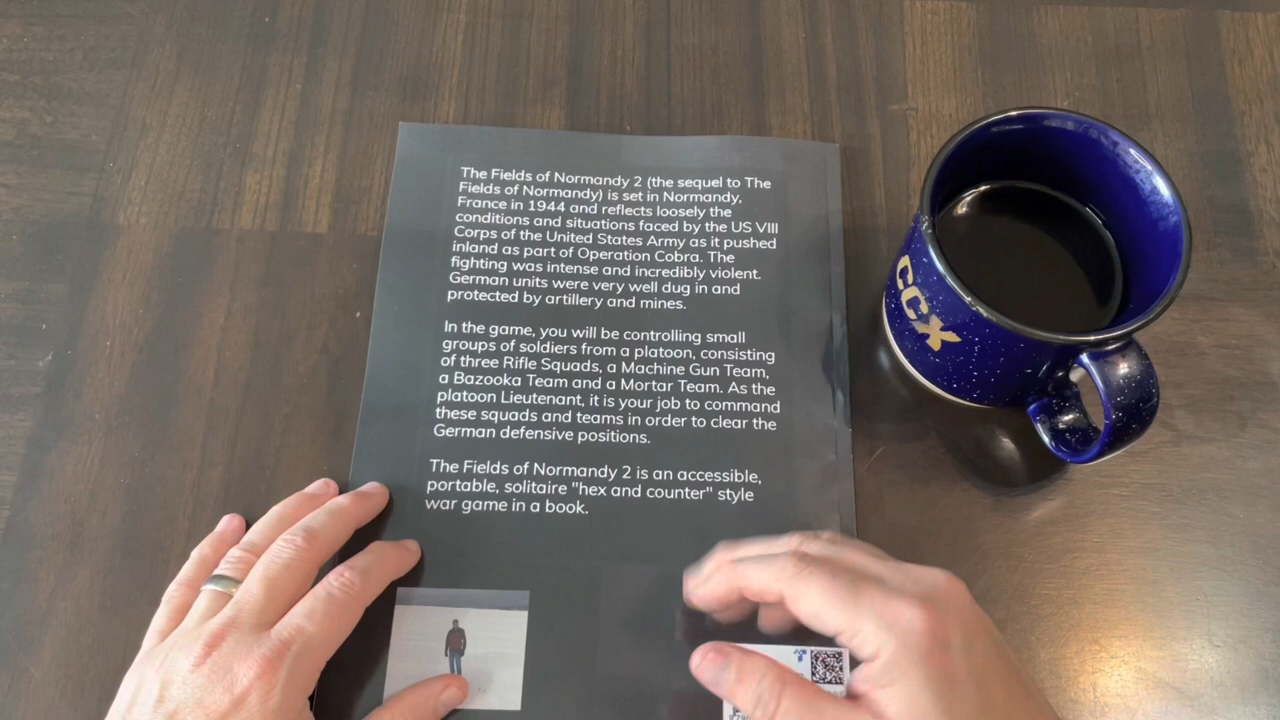 The Fields of Normandy 2 (the sequel to The
Fields of Normandy) is set in Normandy,
France in 1944 and reflects loosely the
conditions and situations faced by the US VIII
Corps of the United States Army as it pushed
inland as part of Operation Cobra. The
fighting was intense and incredibly violent.
German units were very well dug in and
protected by artillery and mines.
In the game, you will be controlling small
groups of soldiers from a platoon, consisting
of three Rifle Squads, a Machine Gun Team,
a Bazooka Team and a Mortar Team. As the
platoon Lieutenant, it is your job to command
these squads and teams in order to clear the
German defensive positions.
The Fields of Normandy 2 is an accessible,
portable, solitaire "hex and counter" style
war game in a book.
CCX